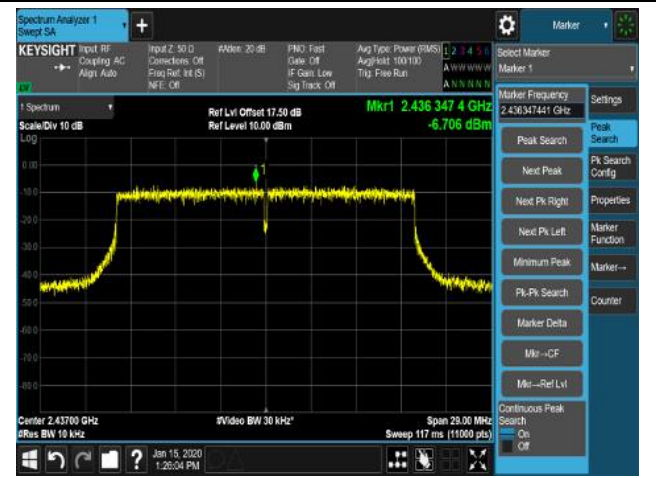 Spectrum Analyzer 1
Swept SA
+
Marker
KEYSIGHT
Input: RF
Coupling: AC
Align: Auto
Input Z: 50 Ω
Corrections: Off
Freq Ref: Int (S)
NFE: Off
#Atten: 20 dB
PNO: Fast
Gate: Off
IF Gain: Low
Sig Track: Off
Avg Type: Power (RMS)
Avg|Hold: 100/100
Trig: Free Run
1 2 3 4 5 6
A W W W W W
A N N N N N
Select Marker
Marker 1
1 Spectrum
Scale/Div 10 dB
Log
Ref Lvl Offset 17.50 dB
Ref Level 10.00 dBm
Mkr1 2.436 347 4 GHz
-6.706 dBm
Marker Frequency
2.436347441 GHz
Settings
Peak Search
Peak
Search
Next Peak
Pk Search
Config
Next Pk Right
Properties
Next Pk Left
Marker
Function
Minimum Peak
Marker→
Pk-Pk Search
Counter
Marker Delta
Mkr→CF
Mkr→Ref Lvl
Continuous Peak
Search
On
Off
1
0.00
-10.0
-20.0
-30.0
-40.0
-50.0
-60.0
-70.0
-80.0
Center 2.43700 GHz
#Res BW 10 kHz
#Video BW 30 kHz*
Span 29.00 MHz
Sweep 117 ms (11000 pts)
?
Jan 15, 2020
1:26:04 PM